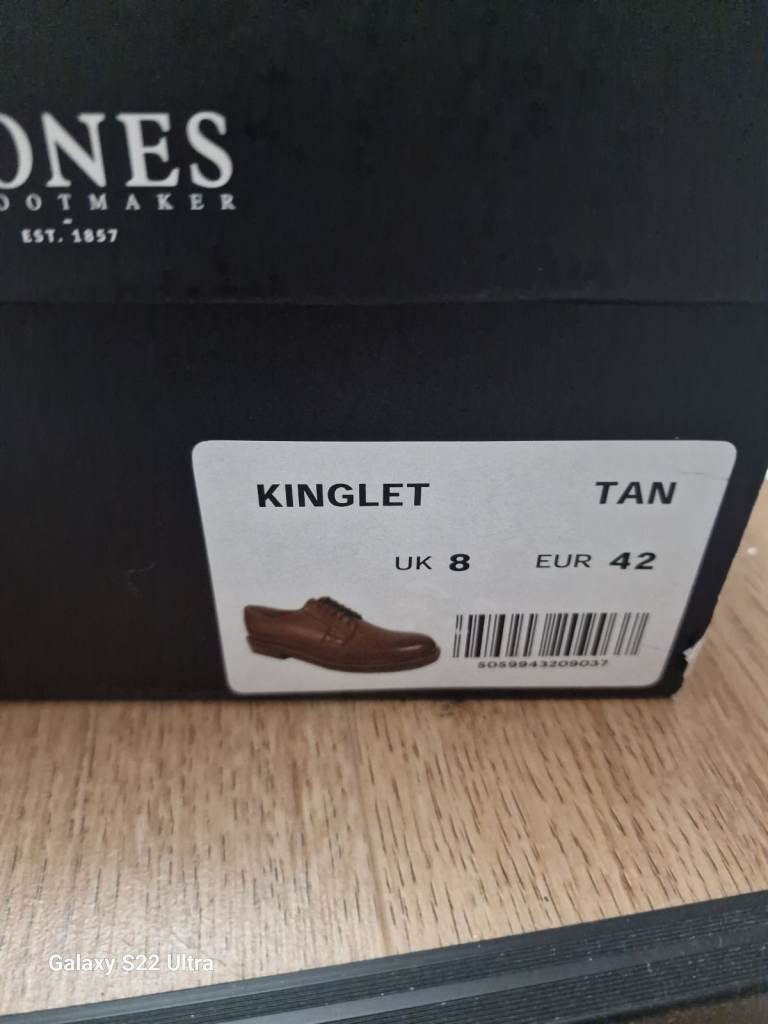 ONES
OOTMAKER
EST. 1857
KINGLET TAN
UK 8 EUR 42
5059943209037
Galaxy S22 Ultra